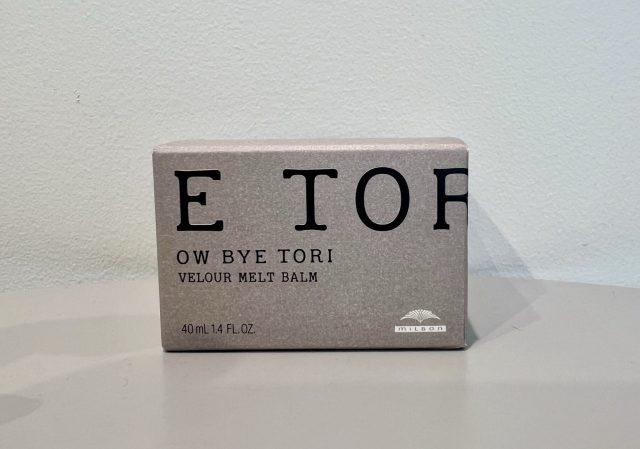 E TOR
OW BYE TORI
VELOUR MELT BALM
40 mL 1.4 FL.OZ.
milbon